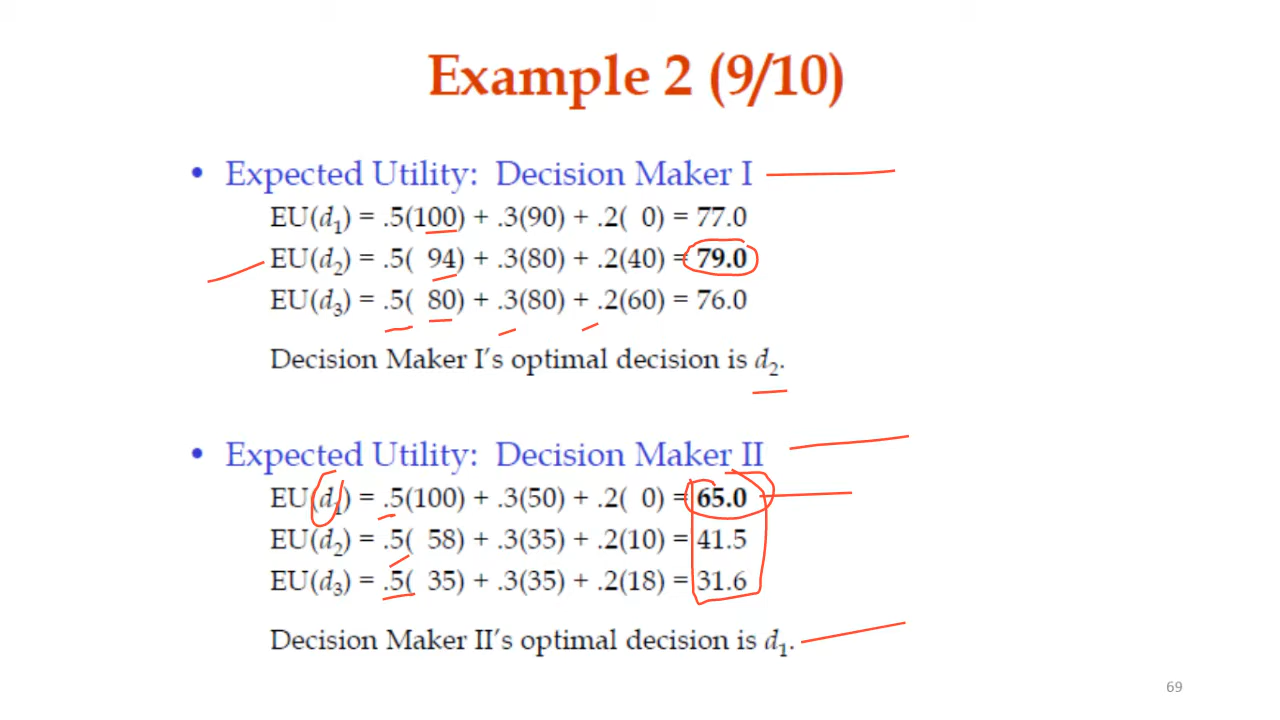 Example 2 (9/10)
• Expected Utility: Decision Maker I
EU(d₁) = .5(100) + .3(90) + .2( 0) = 77.0
EU(d₂) = .5( 94) + .3(80) + .2(40) = 79.0
EU(d₃) = .5( 80) + .3(80) + .2(60) = 76.0
Decision Maker I's optimal decision is d₂.
• Expected Utility: Decision Maker II
EU(d₁) = .5(100) + .3(50) + .2( 0) = 65.0
EU(d₂) = .5( 58) + .3(35) + .2(10) = 41.5
EU(d₃) = .5( 35) + .3(35) + .2(18) = 31.6
Decision Maker II's optimal decision is d₁.
69